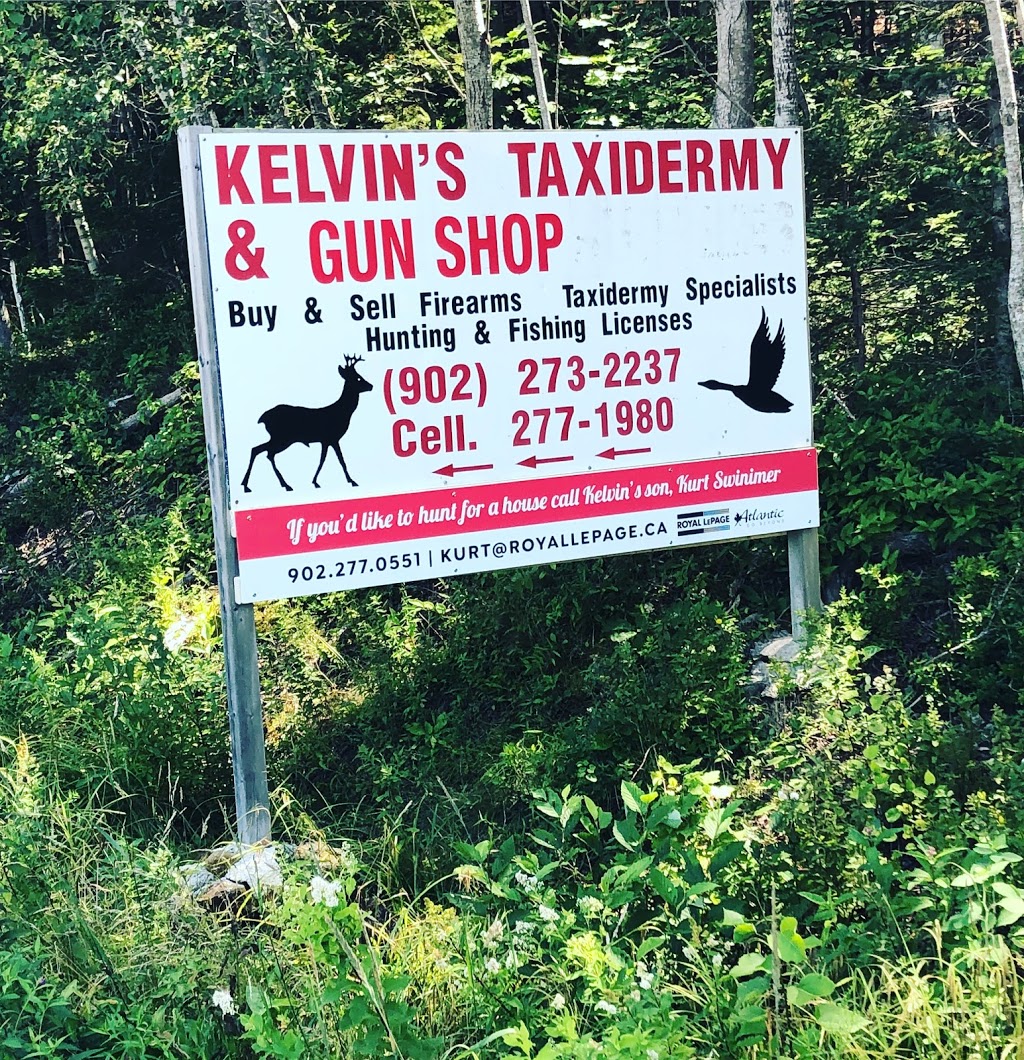 KELVIN'S TAXIDERMY
& GUN SHOP
Buy & Sell Firearms Taxidermy Specialists
Hunting & Fishing Licenses
(902) 273-2237
Cell. 277-1980
If you'd like to hunt for a house call Kelvin's son, Kurt Swinimer
902.277.0551 | KURT@ROYALLEPAGE.CA ROYAL LEPAGE Atlantic